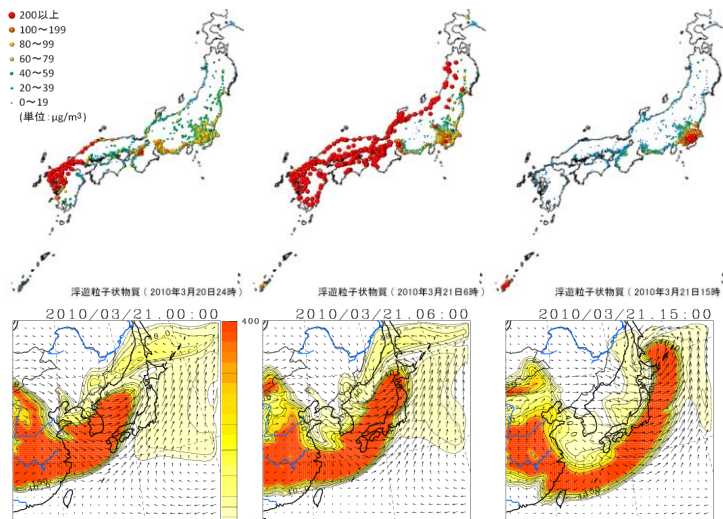 200以上
100～199
80～99
60～79
40～59
20～39
0～19
(単位：μg/m³)
浮遊粒子状物質 ( 2010年3月20日24時 )
浮遊粒子状物質 ( 2010年3月21日6時 )
浮遊粒子状物質 ( 2010年3月21日15時
2010/03/21 00:00
400
2010/03/21 06:00
2010/03/21 15:00